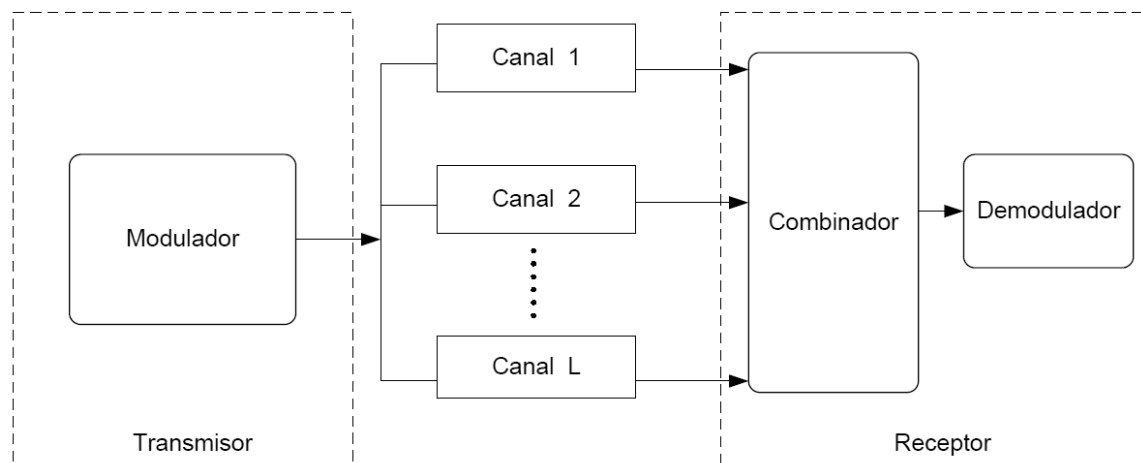 Canal 1
Canal 2
Modulador
Combinador
Demodulador
Canal L
Transmisor
Receptor